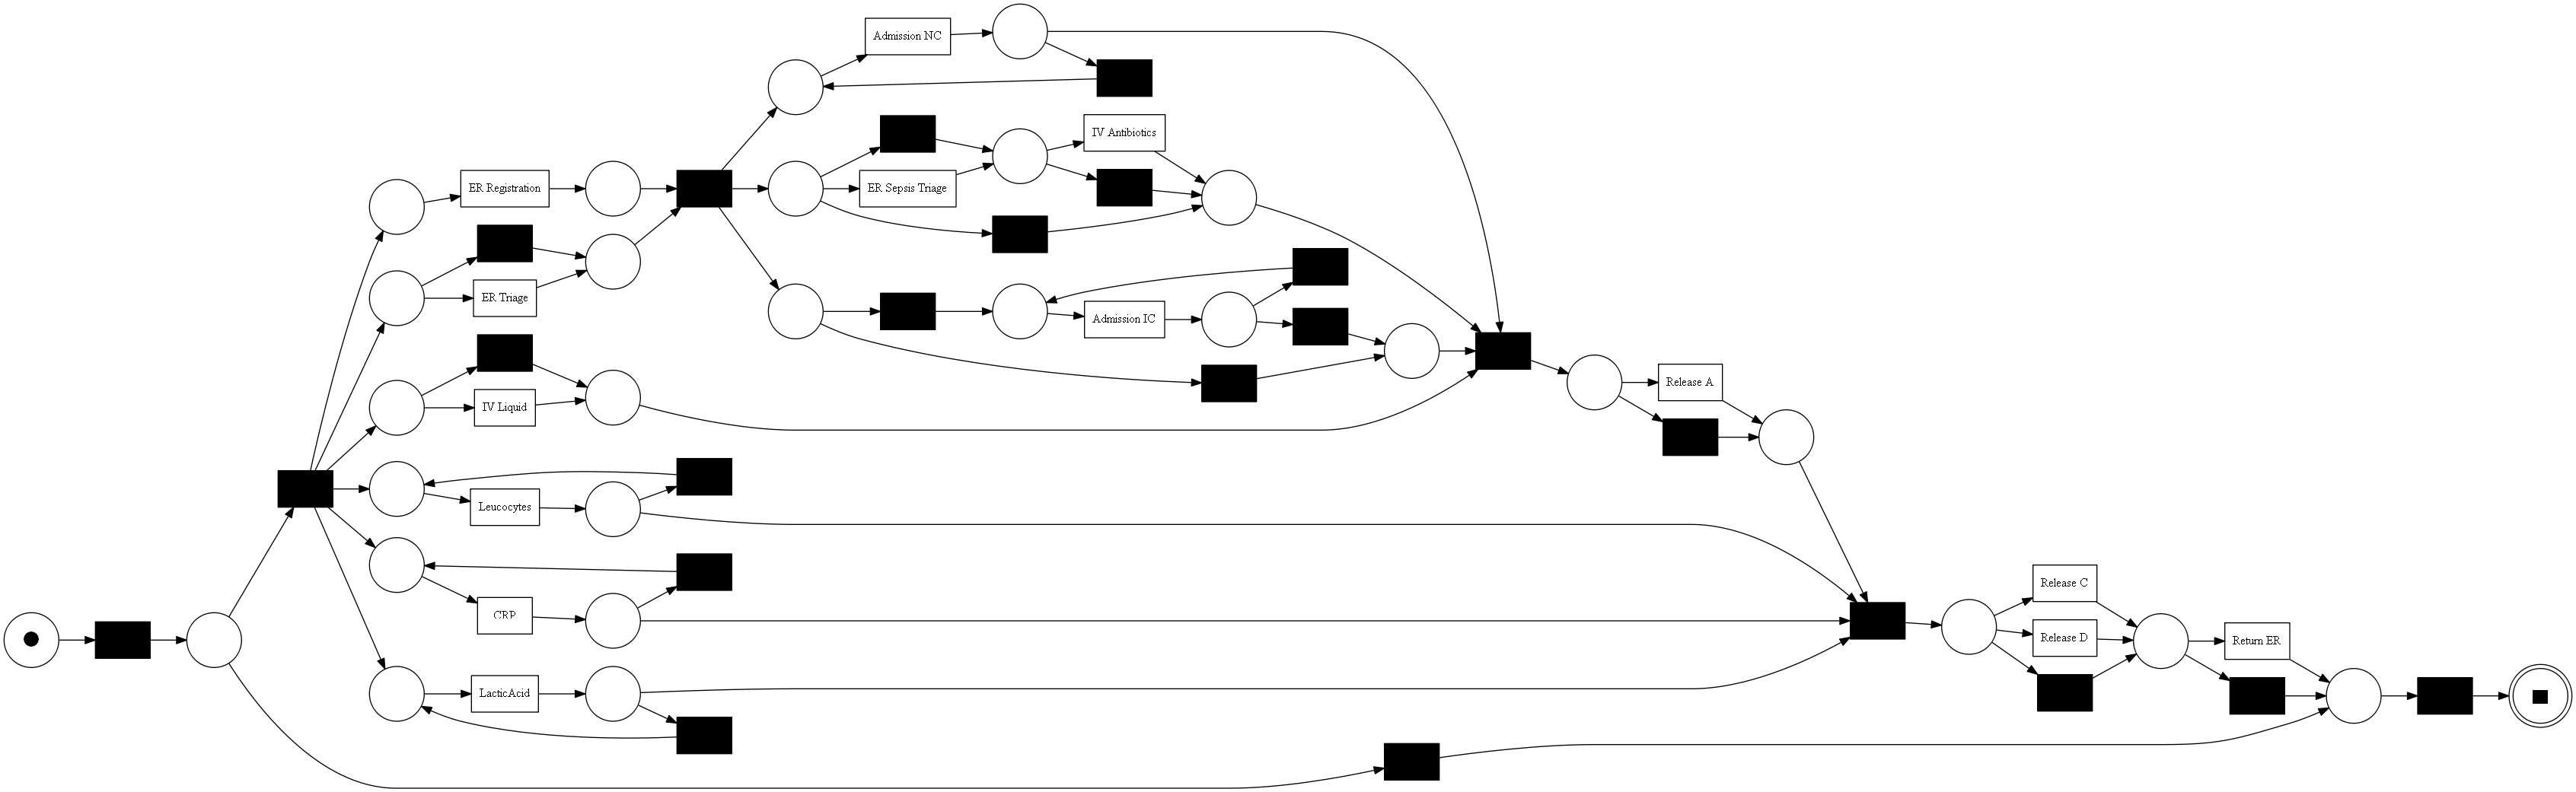 Admission NC
IV Antibiotics
ER Registration
ER Sepsis Triage
ER Triage
Admission IC
IV Liquid
Release A
Leucocytes
CRP
Release C
Release D
Return ER
LacticAcid